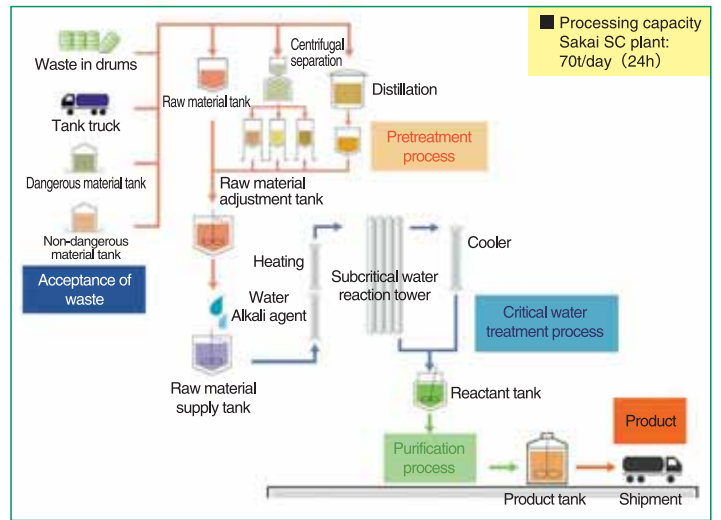 ■ Processing capacity
Sakai SC plant:
70t/day（24h）
Waste in drums
Tank truck
Dangerous material tank
Non-dangerous
material tank
Acceptance of
waste
Raw material tank
Centrifugal
separation
Distillation
Pretreatment
process
Raw material
adjustment tank
Heating
Water
Alkali agent
Raw material
supply tank
Subcritical water
reaction tower
Cooler
Critical water
treatment process
Reactant tank
Purification
process
Product
Product tank
Shipment